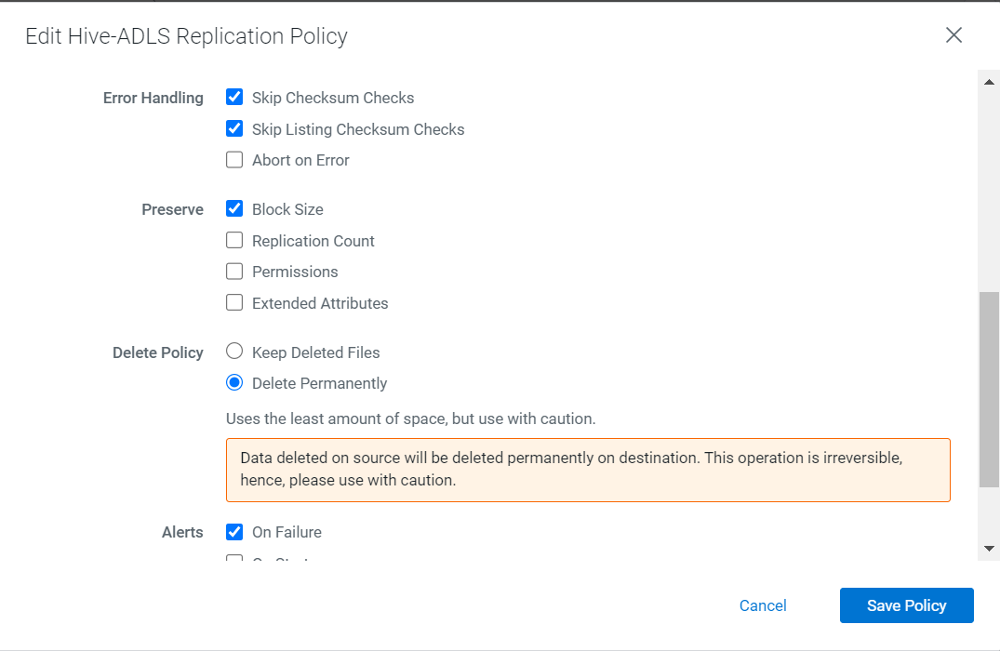 Edit Hive-ADLS Replication Policy
Error Handling
Skip Checksum Checks
Skip Listing Checksum Checks
Abort on Error
Preserve
Block Size
Replication Count
Permissions
Extended Attributes
Delete Policy
Keep Deleted Files
Delete Permanently
Uses the least amount of space, but use with caution.
Data deleted on source will be deleted permanently on destination. This operation is irreversible,
hence, please use with caution.
Alerts
On Failure
Cancel
Save Policy